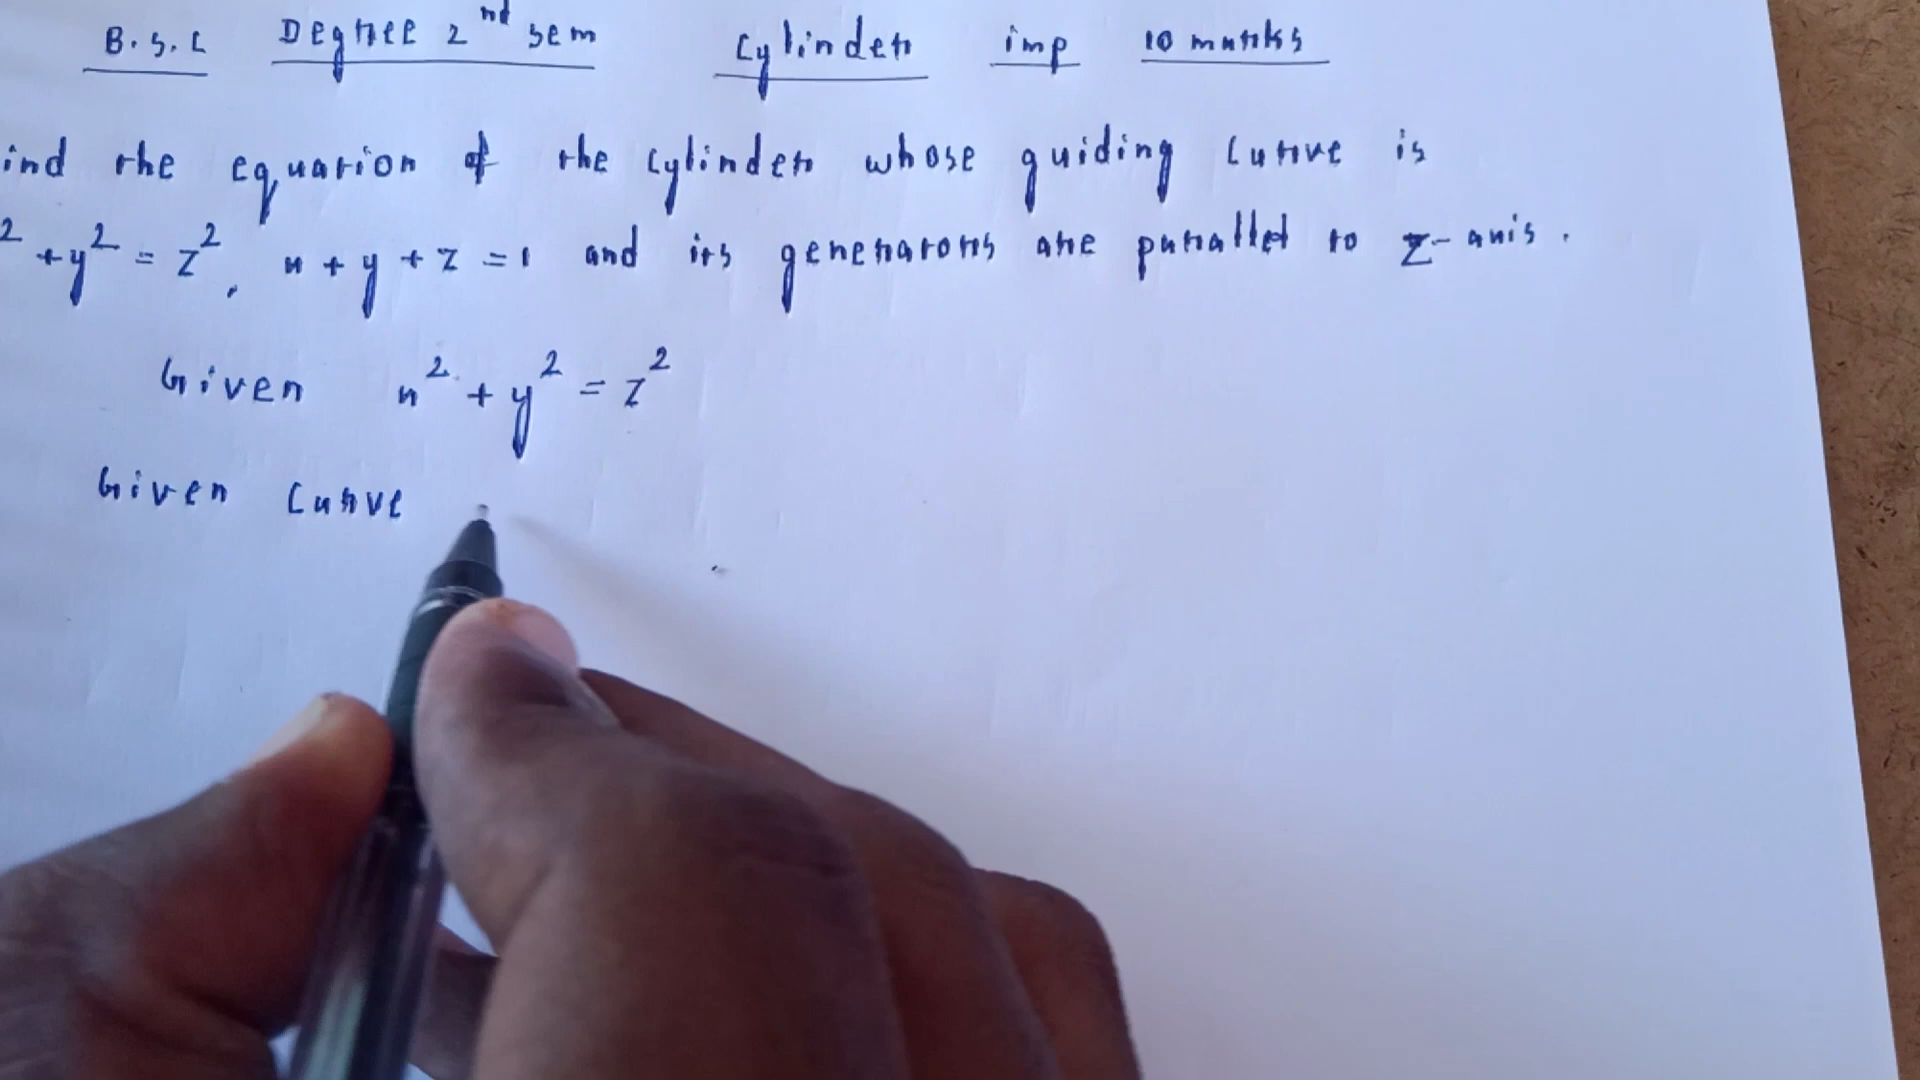 B.S.C Degree 2nd sem Cylinder imp 10 marks
ind the equation of the cylinder whose guiding curve is
2 + y² = z², x + y + z = 1 and its generators are parallel to z-axis.
Given x² + y² = z²
Given curve